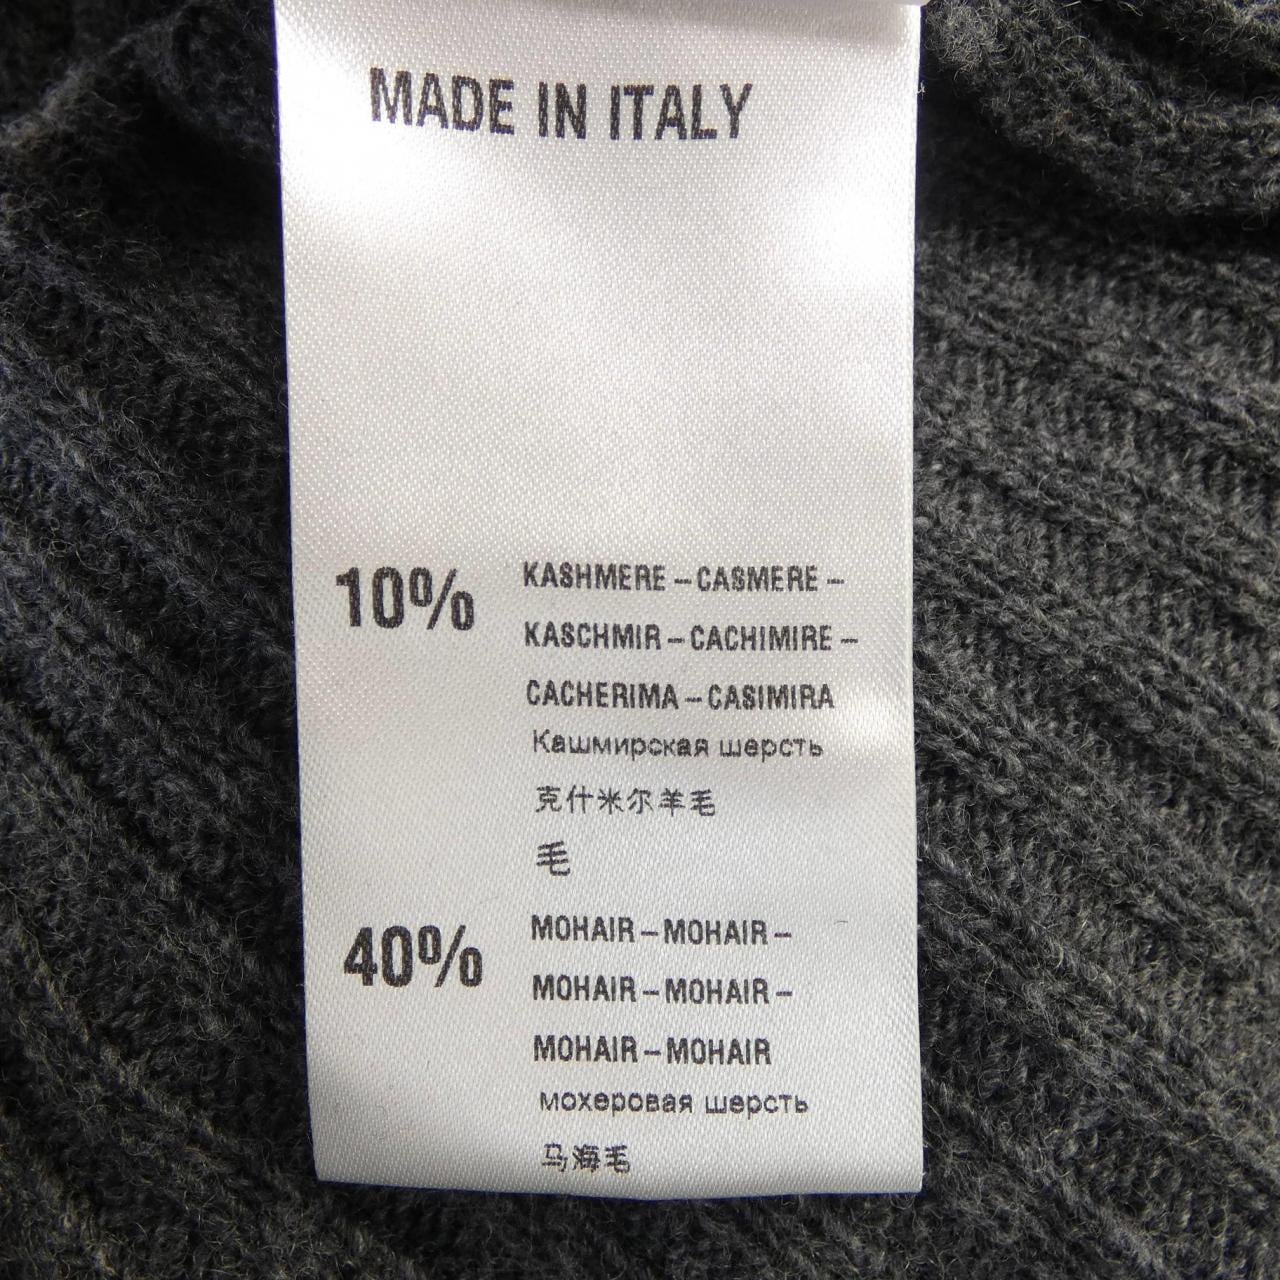 MADE IN ITALY
10% KASHMERE – CASMERE –
KASCHMIR – CACHIMIRE –
CACHERIMA – CASIMIRA
Кашмирская шерсть
克什米尔羊毛
毛
40% MOHAIR – MOHAIR –
MOHAIR – MOHAIR –
MOHAIR – MOHAIR
мохеровая шерсть
马海毛